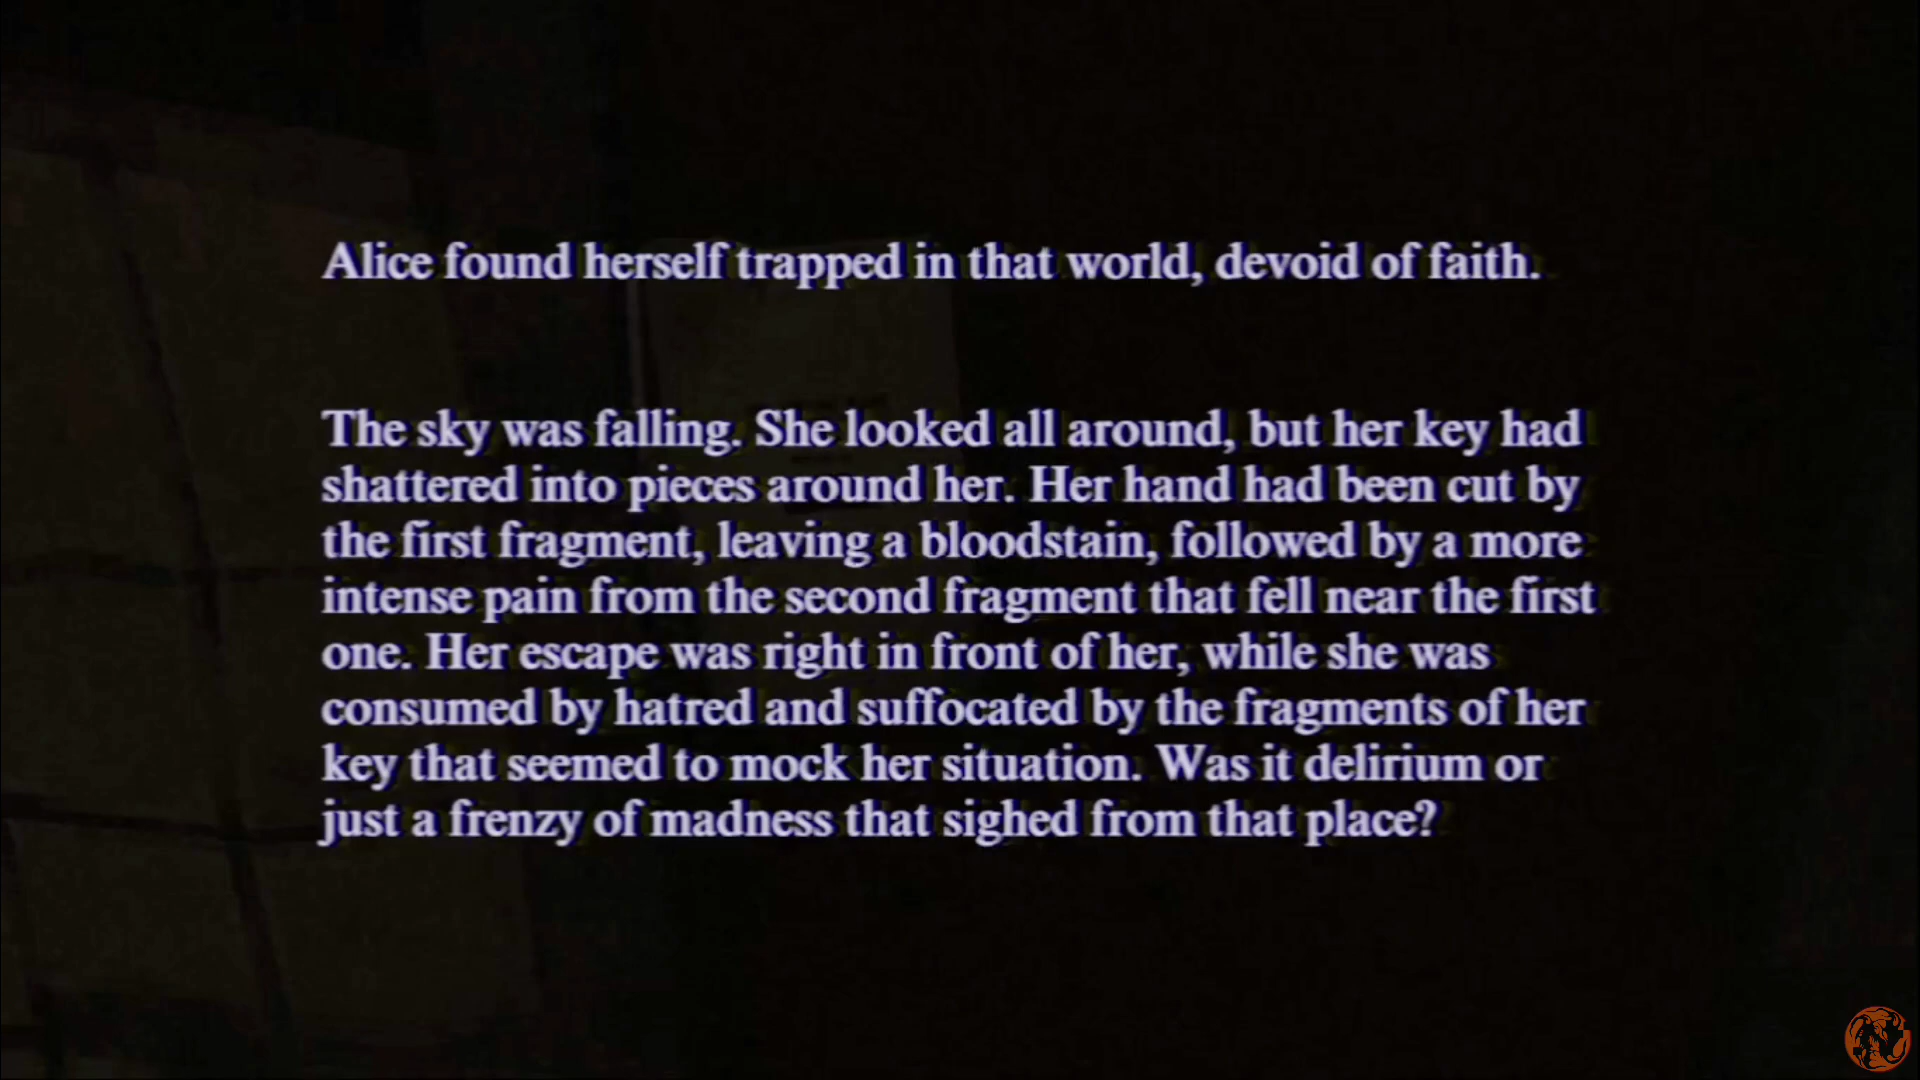 Alice found herself trapped in that world, devoid of faith.
The sky was falling. She looked all around, but her key had
shattered into pieces around her. Her hand had been cut by
the first fragment, leaving a bloodstain, followed by a more
intense pain from the second fragment that fell near the first
one. Her escape was right in front of her, while she was
consumed by hatred and suffocated by the fragments of her
key that seemed to mock her situation. Was it delirium or
just a frenzy of madness that sighed from that place?